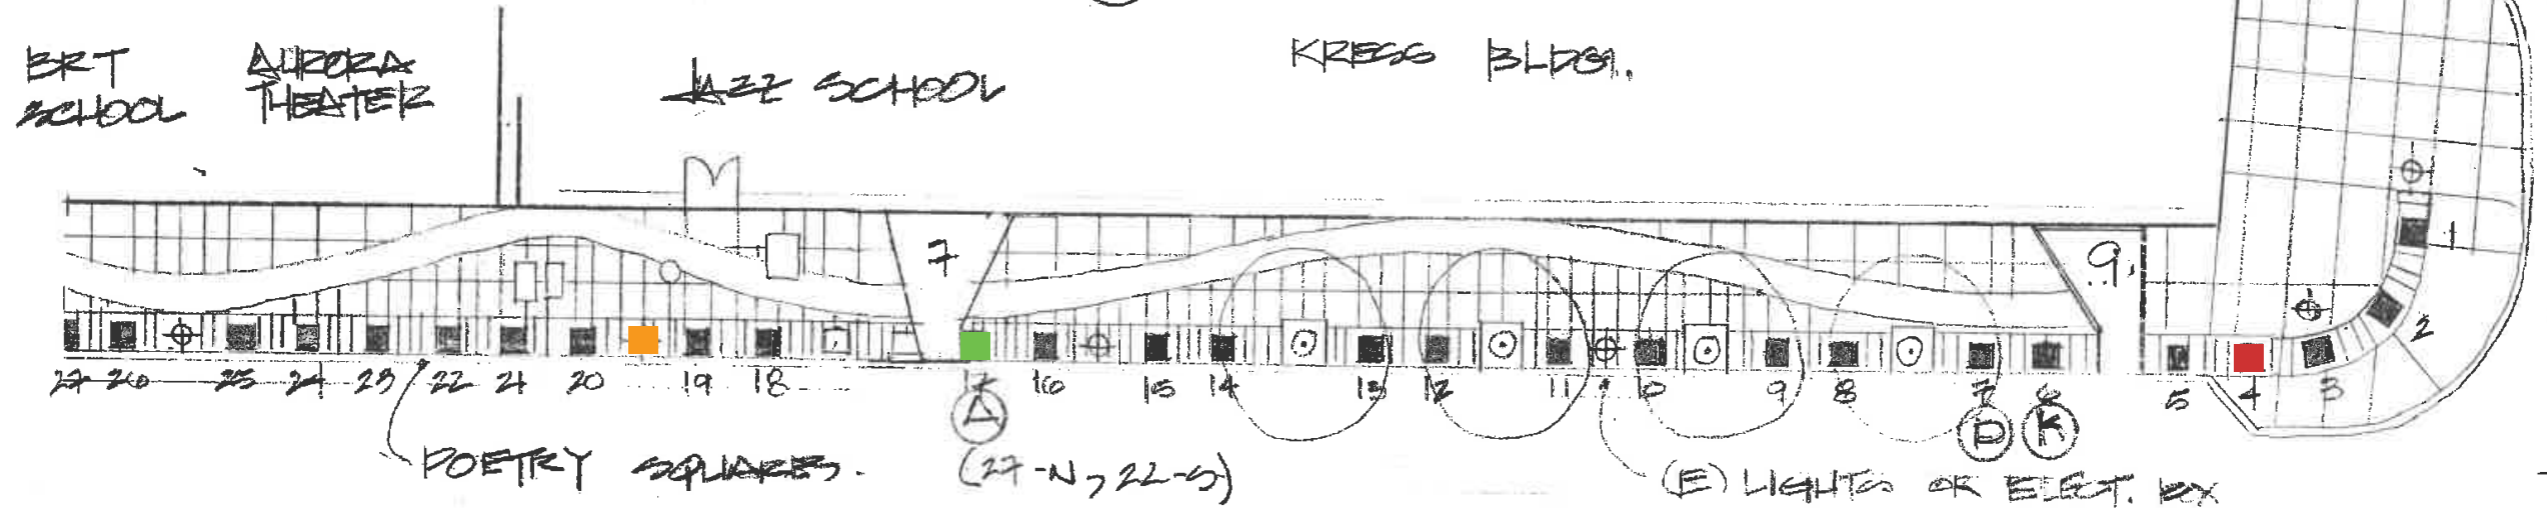 BRT
SCHOOL
AURORA
THEATER
JAZZ SCHOOL
KRESS BLDG.
7
9.
1
2
27 26 25 24 23 22 21 20 19 18 17 16 15 14 13 12 11 10 9 8 7 6 5 4 3
P K
POETRY SQUARES.
(27-N, 22-S)
(E) LIGHTS OR ELECT. BX